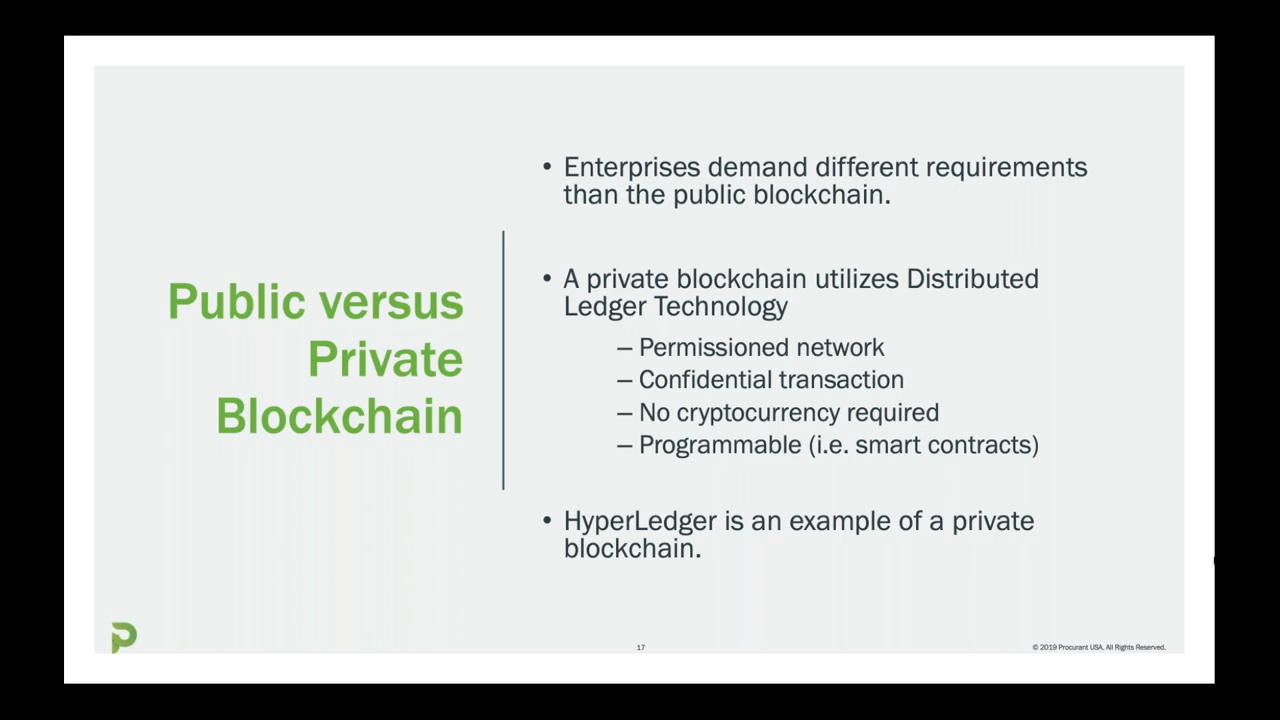 Public versus
Private
Blockchain
• Enterprises demand different requirements
than the public blockchain.
• A private blockchain utilizes Distributed
Ledger Technology
– Permissioned network
– Confidential transaction
– No cryptocurrency required
– Programmable (i.e. smart contracts)
• HyperLedger is an example of a private
blockchain.
17
© 2019 Procurant USA. All Rights Reserved.